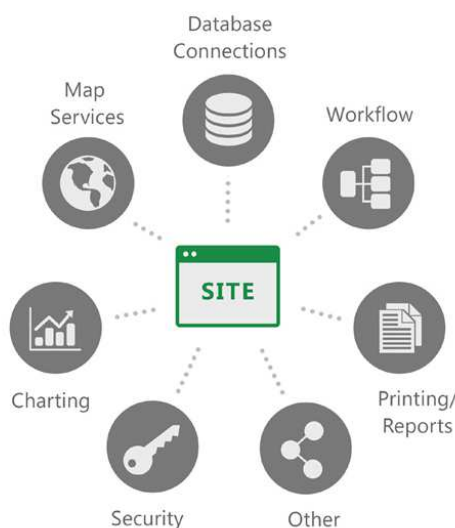 Database
Connections
Map
Services
Workflow
SITE
Charting
Printing/
Reports
Security
Other